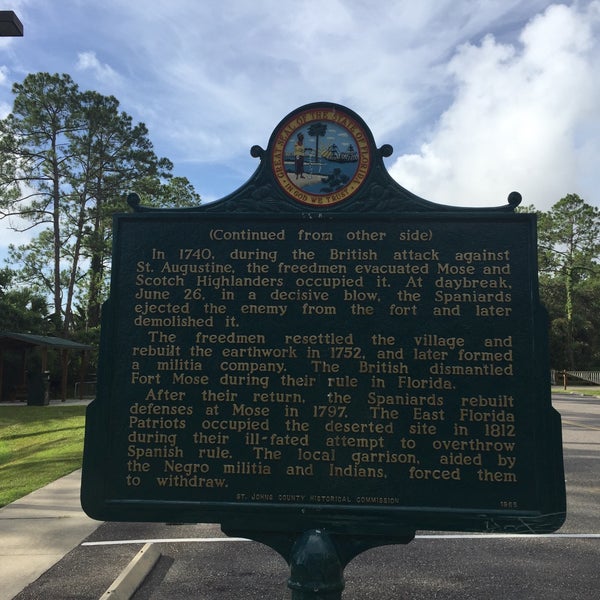 GREAT SEAL OF THE STATE OF FLORIDA
IN GOD WE TRUST
(Continued from other side)
In 1740, during the British attack against
St. Augustine, the freedmen evacuated Mose and
Scotch Highlanders occupied it. At daybreak,
June 26, in a decisive blow, the Spaniards
ejected the enemy from the fort and later
demolished it.
The freedmen resettled the village and
rebuilt the earthwork in 1752, and later formed
a militia company. The British dismantled
Fort Mose during their rule in Florida.
After their return, the Spaniards rebuilt
defenses at Mose in 1797. The East Florida
Patriots occupied the deserted site in 1812
during their ill-fated attempt to overthrow
Spanish rule. The local garrison, aided by
the Negro militia and Indians, forced them
to withdraw.
ST. JOHNS COUNTY HISTORICAL COMMISSION 1965